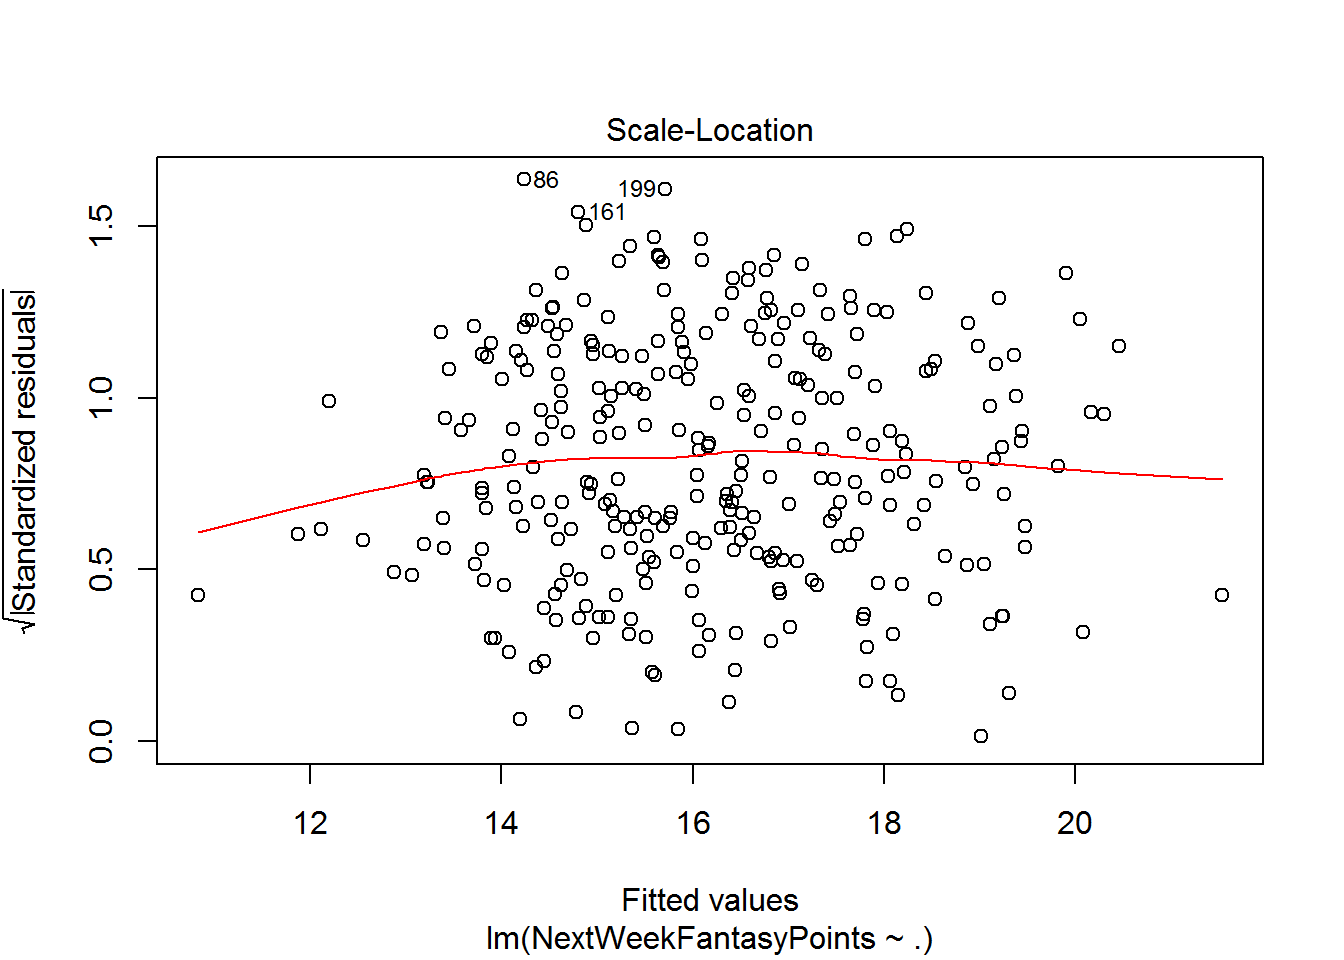 Scale-Location
86
199
161
√|Standardized residuals|
1.5
1.0
0.5
0.0
12 14 16 18 20
Fitted values
lm(NextWeekFantasyPoints ~ .)